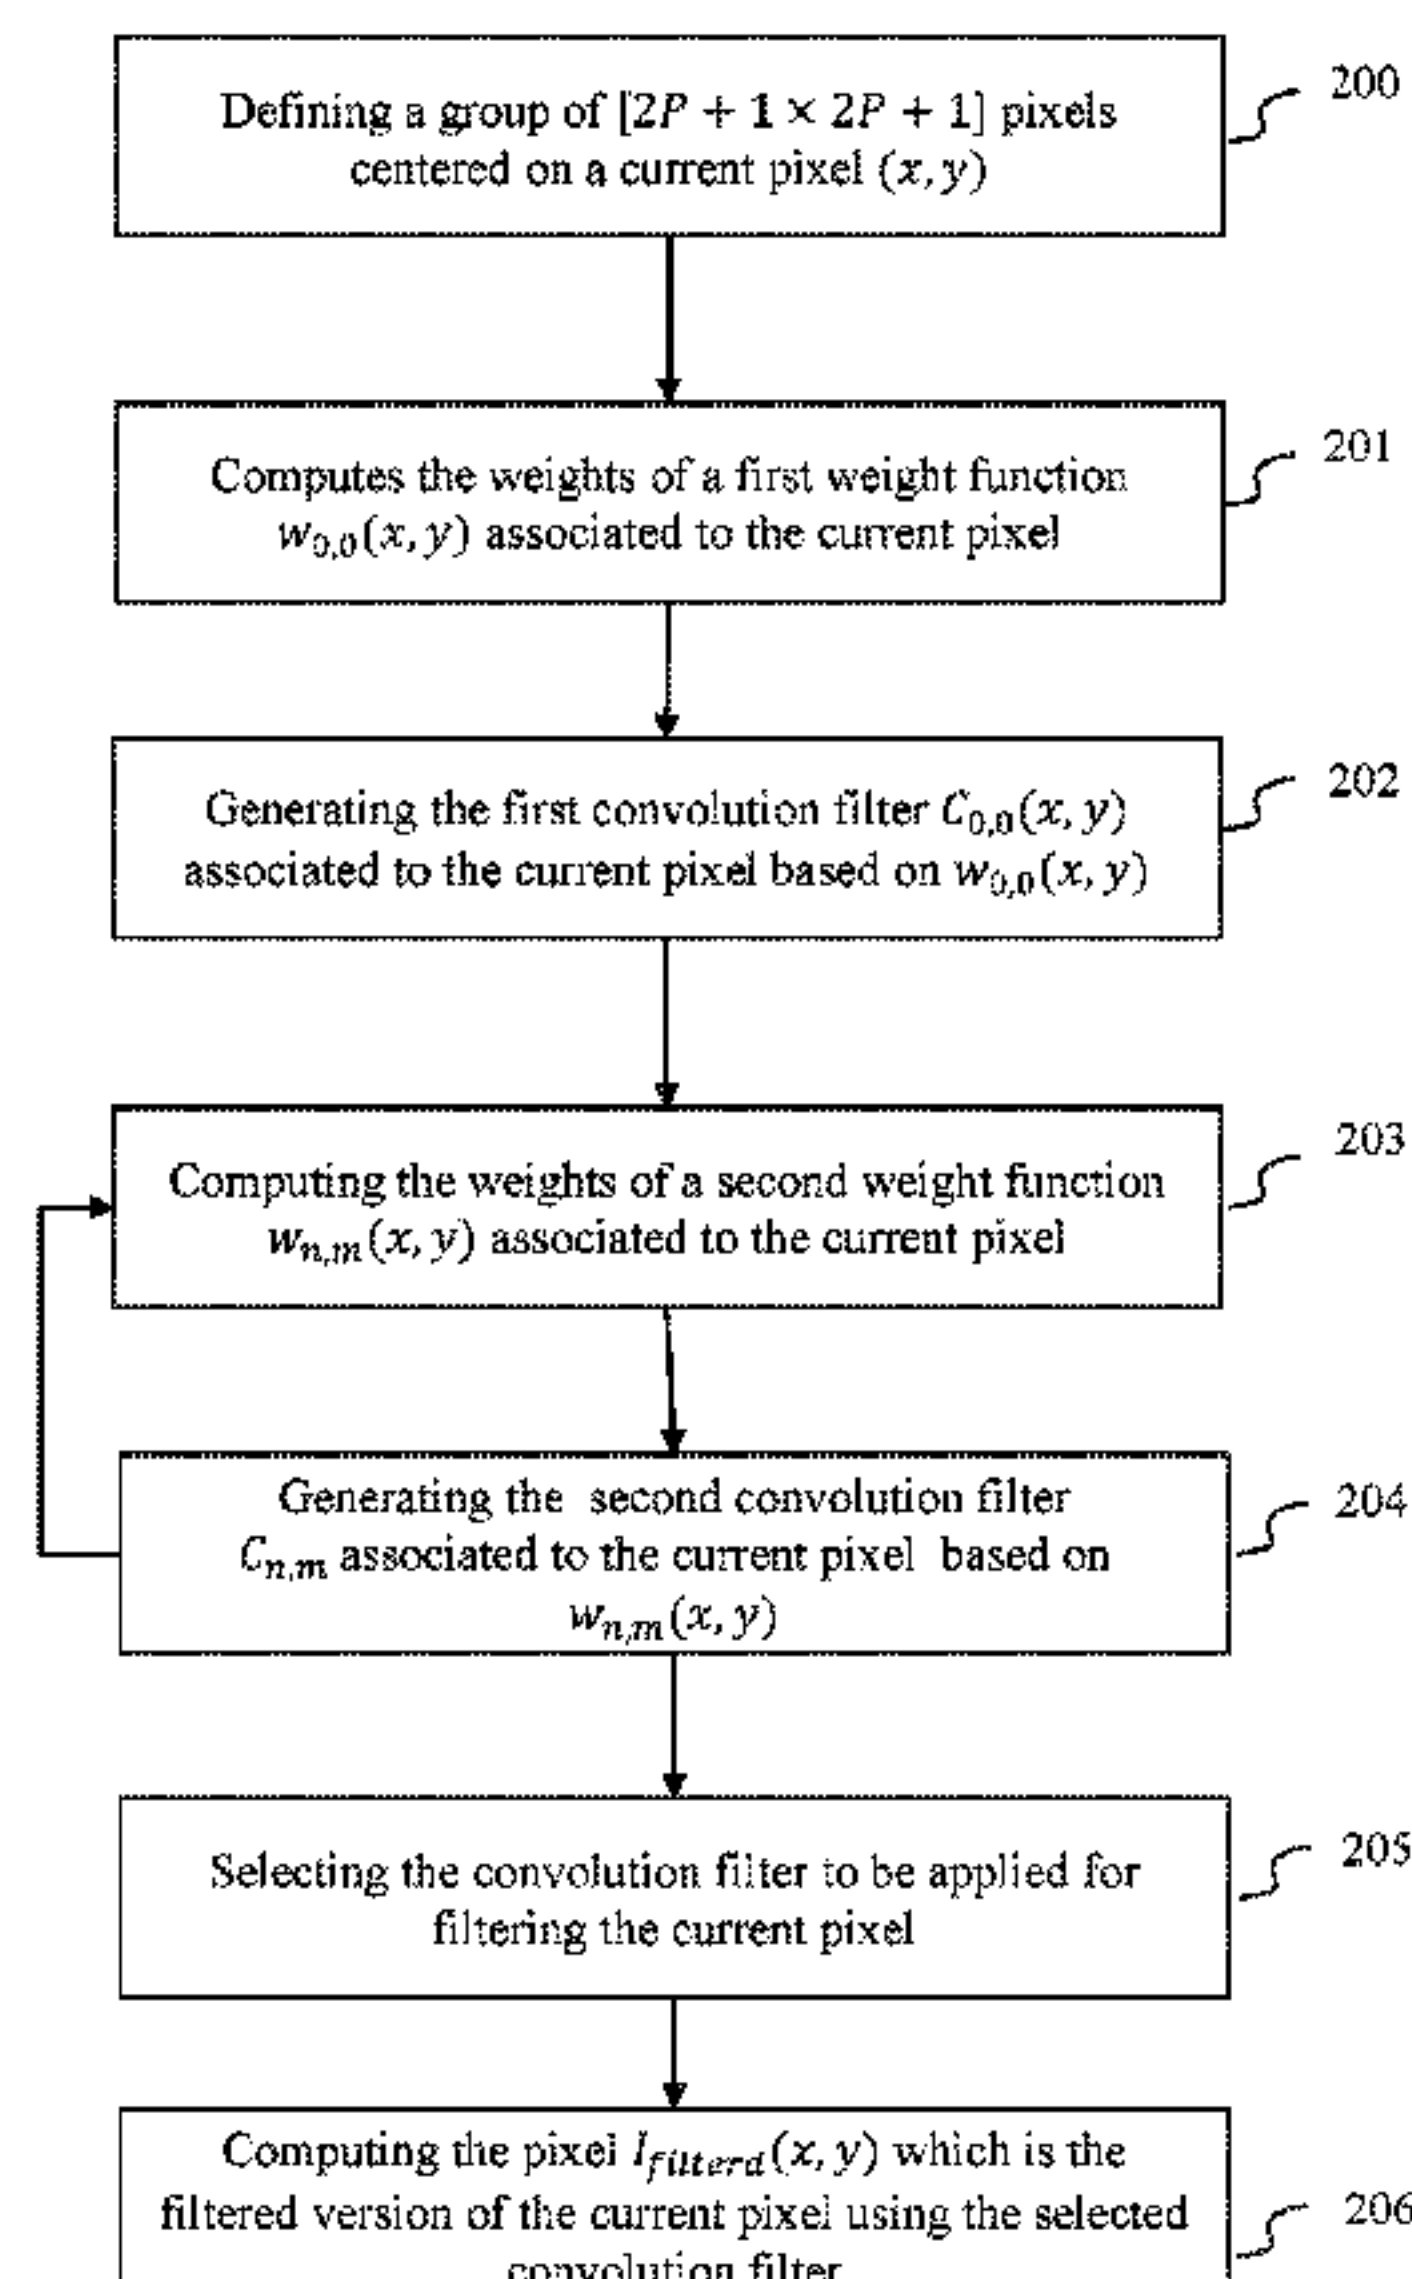 200
Defining a group of [2P + 1 × 2P + 1] pixels
centered on a current pixel (x, y)
201
Computes the weights of a first weight function
w₀,₀(x, y) associated to the current pixel
202
Generating the first convolution filter C₀,₀(x, y)
associated to the current pixel based on w₀,₀(x, y)
203
Computing the weights of a second weight function
wₙ,ₘ(x, y) associated to the current pixel
204
Generating the second convolution filter
Cₙ,ₘ associated to the current pixel based on
wₙ,ₘ(x, y)
205
Selecting the convolution filter to be applied for
filtering the current pixel
Computing the pixel I_filterd(x, y) which is the
206
filtered version of the current pixel using the selected
convolution filter